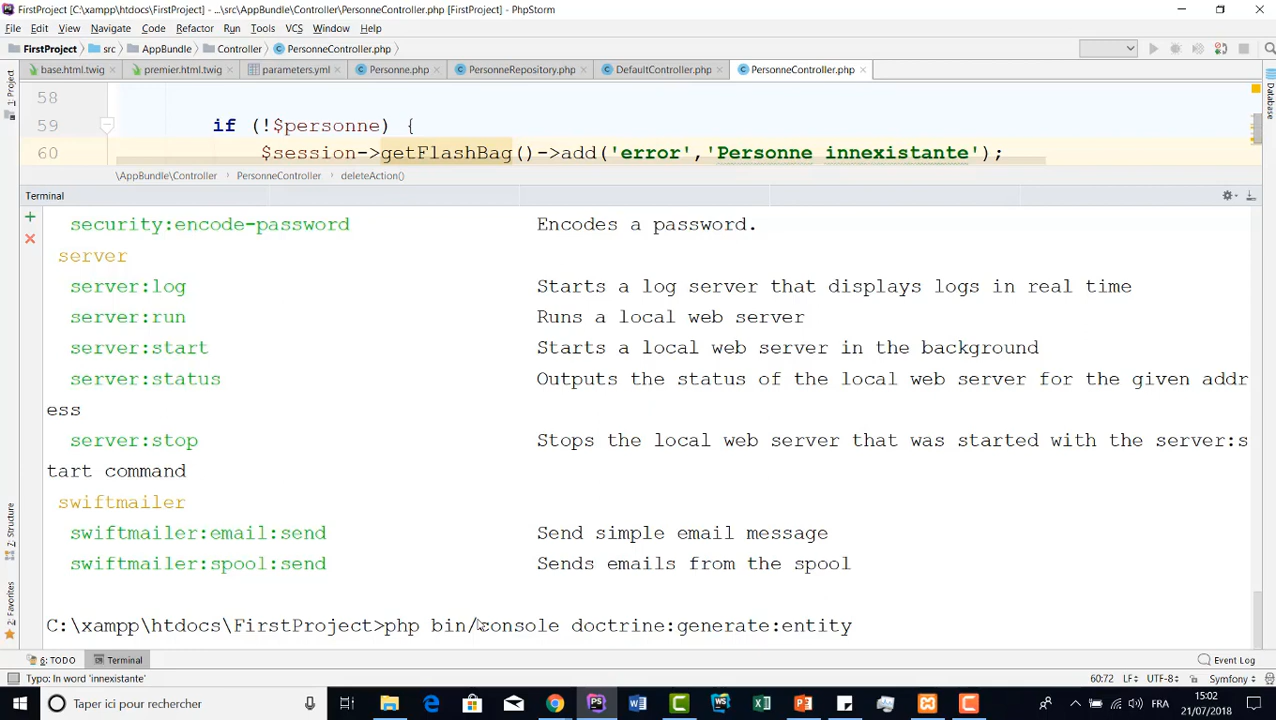 FirstProject [C:\xampp\htdocs\FirstProject] - ...\src\AppBundle\Controller\PersonneController.php [FirstProject] - PhpStorm
File Edit View Navigate Code Refactor Run Tools VCS Window Help
FirstProject src AppBundle Controller PersonneController.php
base.html.twig premier.html.twig parameters.yml Personne.php PersonneRepository.php DefaultController.php PersonneController.php
1: Project
Database
58
59 if (!$personne) {
60 $session->getFlashBag()->add('error','Personne innexistante');
\AppBundle\Controller PersonneController deleteAction()
Terminal
security:encode-password Encodes a password.
server
server:log Starts a log server that displays logs in real time
server:run Runs a local web server
server:start Starts a local web server in the background
server:status Outputs the status of the local web server for the given addr
ess
server:stop Stops the local web server that was started with the server:s
tart command
swiftmailer
swiftmailer:email:send Send simple email message
swiftmailer:spool:send Sends emails from the spool
C:\xampp\htdocs\FirstProject>php bin/console doctrine:generate:entity
7: Structure
2: Favorites
6: TODO Terminal Event Log
Typo: In word 'innexistante' 60:72 LF÷ UTF-8÷ Symfony
Taper ici pour rechercher
FRA
15:02
21/07/2018